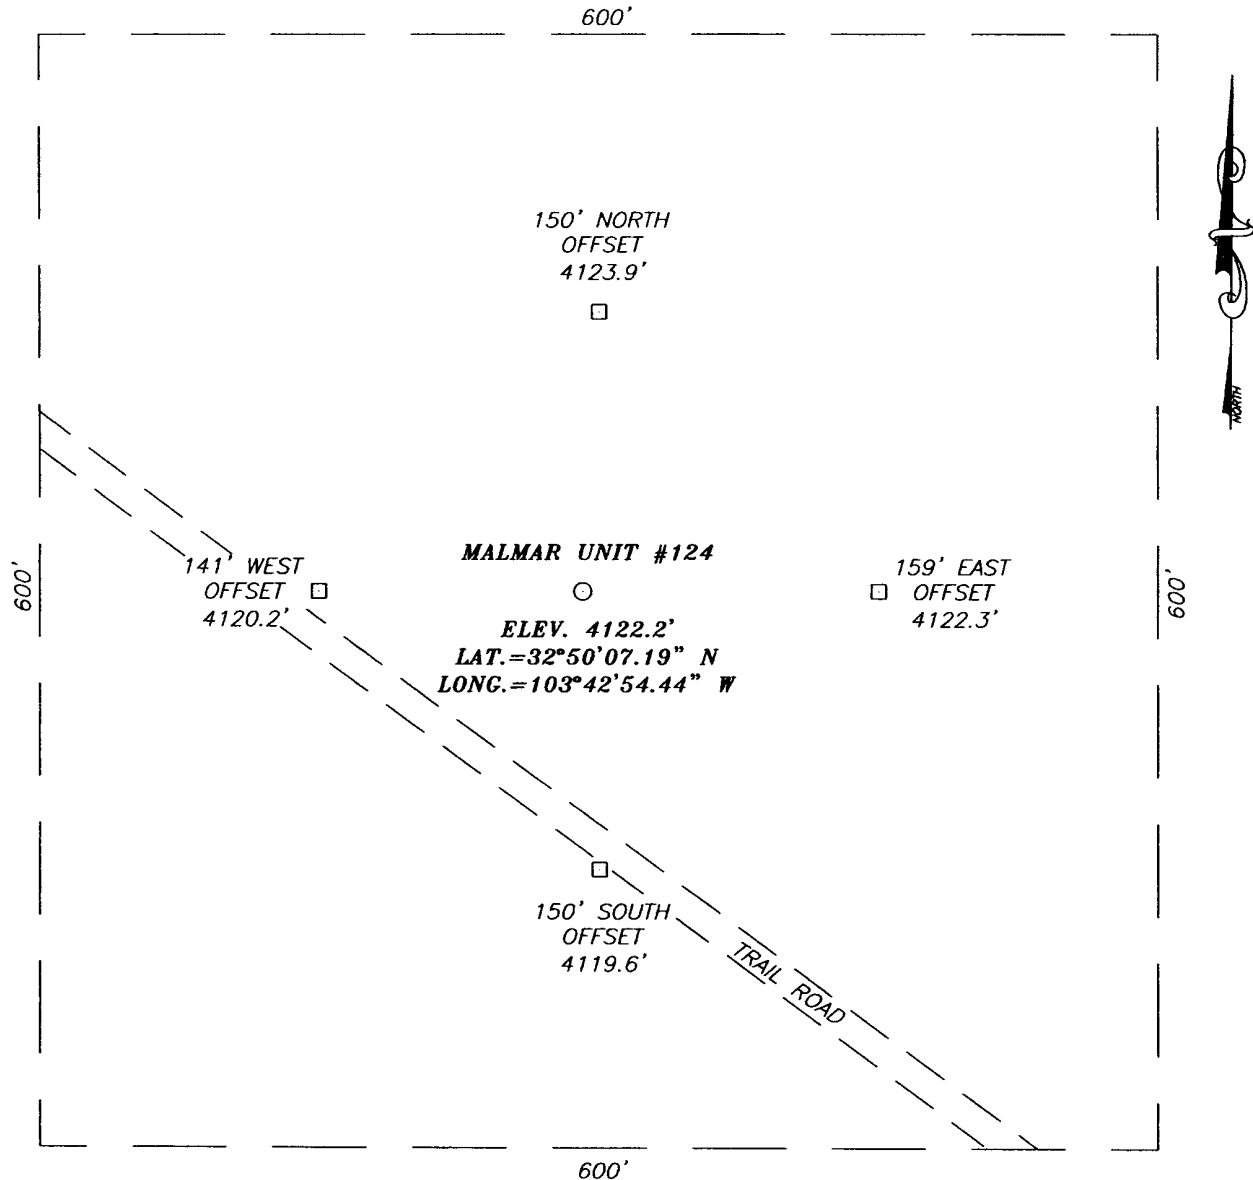 600'
150' NORTH
OFFSET
4123.9'
NORTH
600'
141' WEST
OFFSET
4120.2'
MALMAR UNIT #124
ELEV. 4122.2'
LAT.=32°50'07.19" N
LONG.=103°42'54.44" W
159' EAST
OFFSET
4122.3'
600'
150' SOUTH
OFFSET
4119.6'
TRAIL ROAD
600'